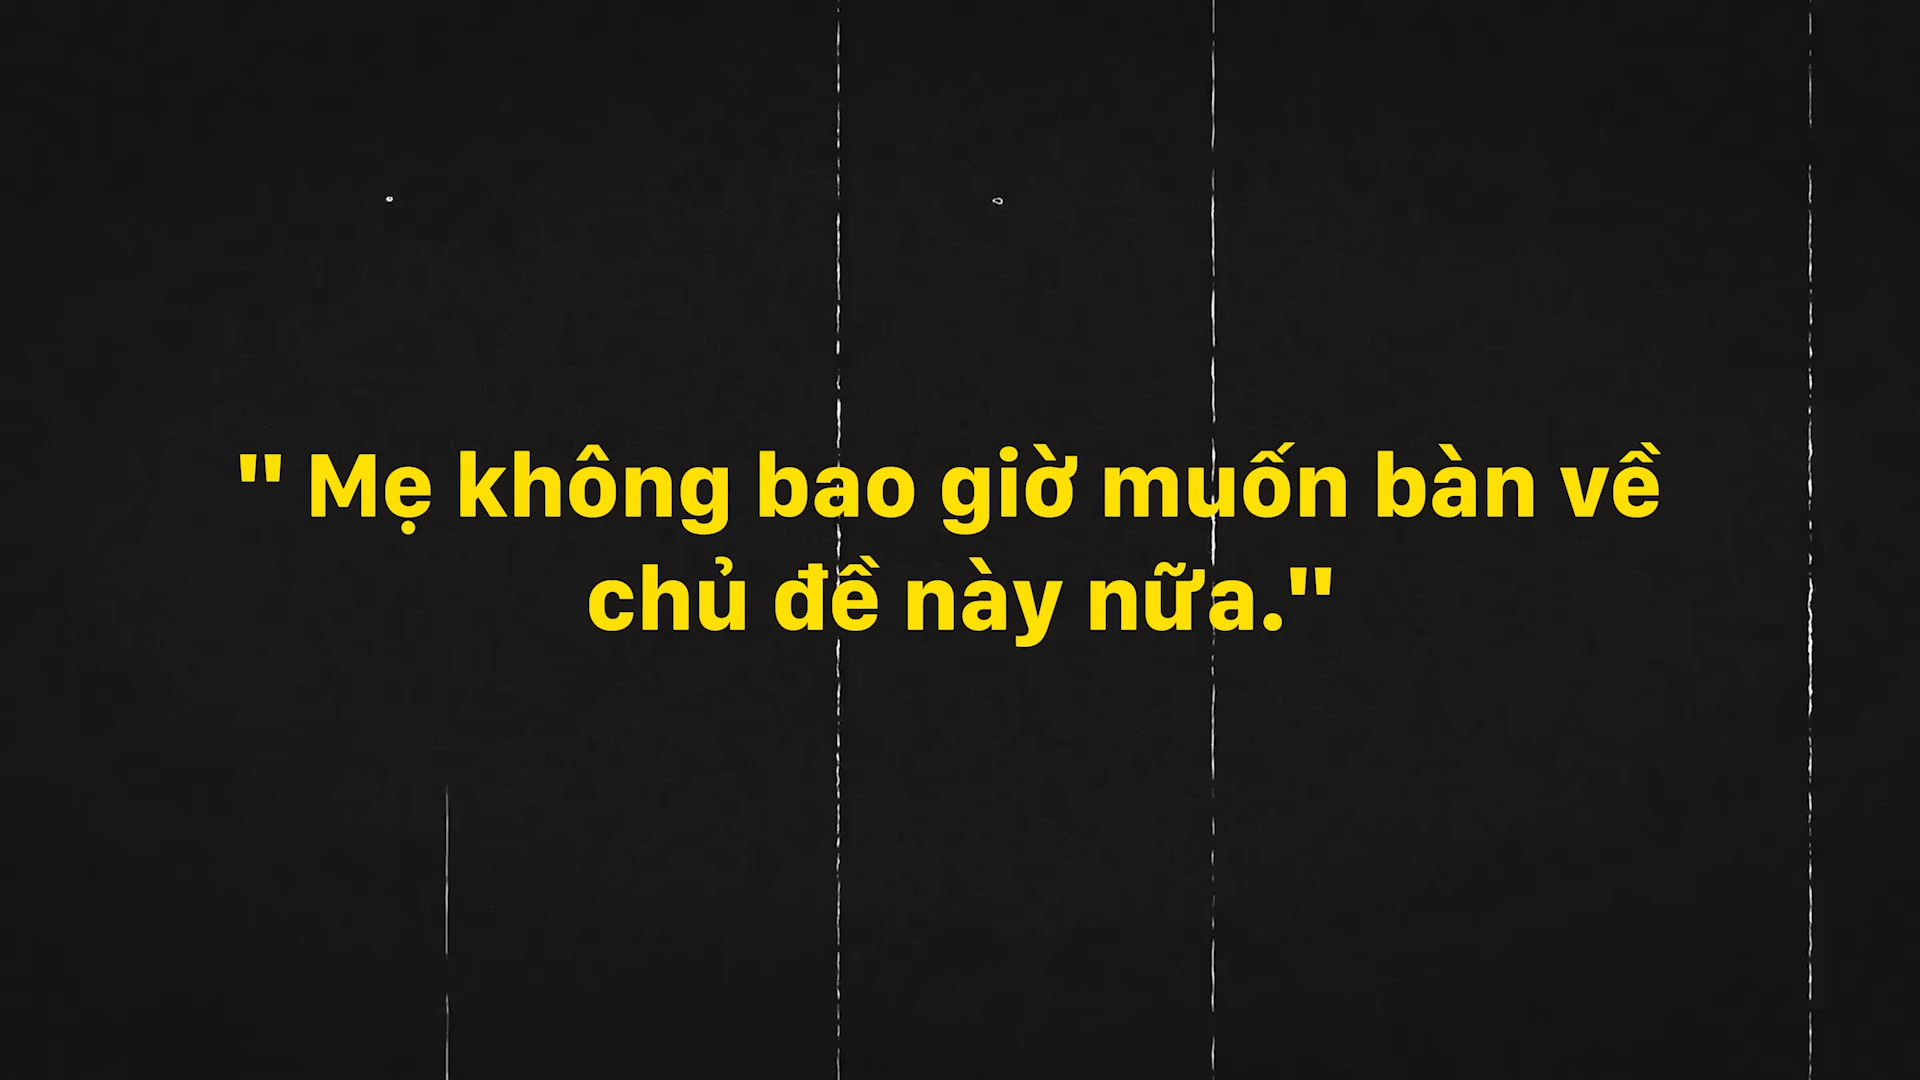 " Mẹ không bao giờ muốn bàn về
chủ đề này nữa."